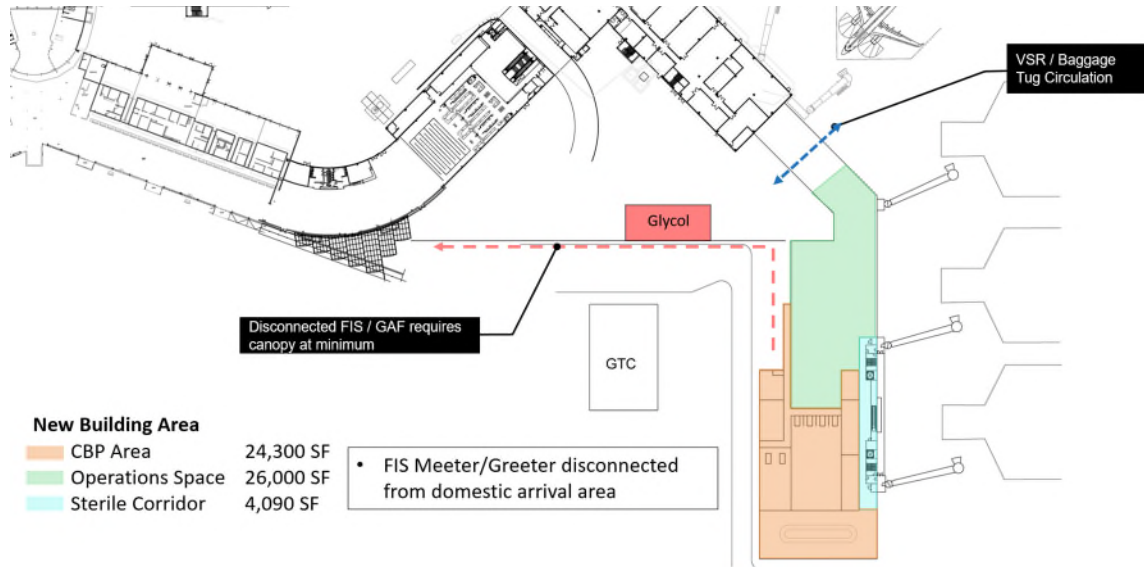 VSR / Baggage
Tug Circulation
Glycol
Disconnected FIS / GAF requires
canopy at minimum
GTC
New Building Area
CBP Area 24,300 SF
Operations Space 26,000 SF
Sterile Corridor 4,090 SF
• FIS Meeter/Greeter disconnected
from domestic arrival area